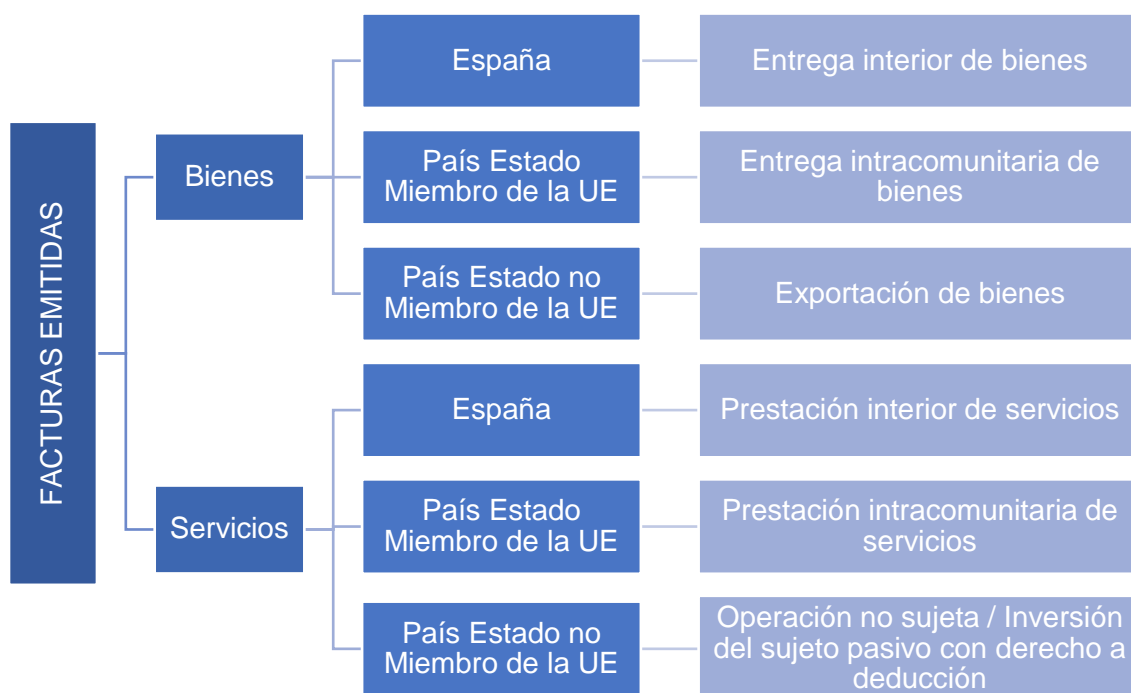 FACTURAS EMITIDAS
Bienes
España
Entrega interior de bienes
País Estado
Miembro de la UE
Entrega intracomunitaria de
bienes
País Estado no
Miembro de la UE
Exportación de bienes
Servicios
España
Prestación interior de servicios
País Estado
Miembro de la UE
Prestación intracomunitaria de
servicios
País Estado no
Miembro de la UE
Operación no sujeta / Inversión
del sujeto pasivo con derecho a
deducción